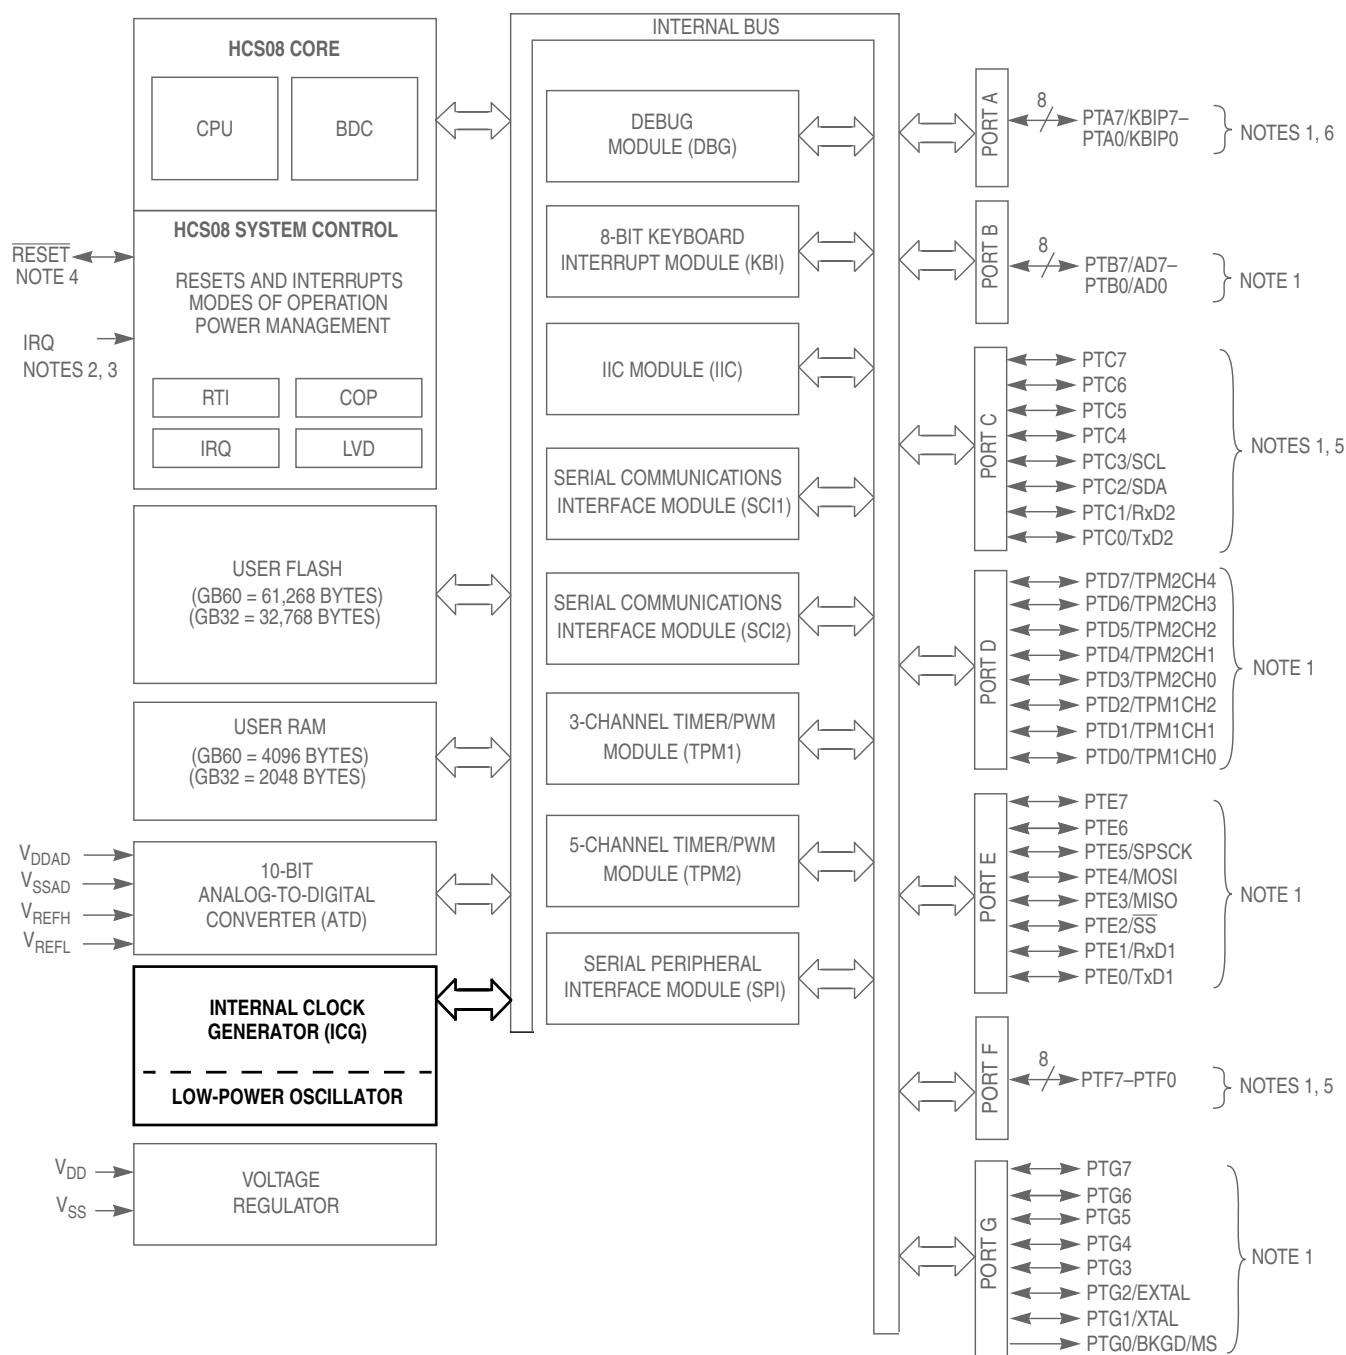 INTERNAL BUS
HCS08 CORE
CPU
BDC
HCS08 SYSTEM CONTROL
RESET
NOTE 4
RESETS AND INTERRUPTS
MODES OF OPERATION
POWER MANAGEMENT
IRQ
NOTES 2, 3
RTI
COP
IRQ
LVD
USER FLASH
(GB60 = 61,268 BYTES)
(GB32 = 32,768 BYTES)
USER RAM
(GB60 = 4096 BYTES)
(GB32 = 2048 BYTES)
VDDAD
VSSAD
VREFH
VREFL
10-BIT
ANALOG-TO-DIGITAL
CONVERTER (ATD)
INTERNAL CLOCK
GENERATOR (ICG)
LOW-POWER OSCILLATOR
VDD
VSS
VOLTAGE
REGULATOR
DEBUG
MODULE (DBG)
8-BIT KEYBOARD
INTERRUPT MODULE (KBI)
IIC MODULE (IIC)
SERIAL COMMUNICATIONS
INTERFACE MODULE (SCI1)
SERIAL COMMUNICATIONS
INTERFACE MODULE (SCI2)
3-CHANNEL TIMER/PWM
MODULE (TPM1)
5-CHANNEL TIMER/PWM
MODULE (TPM2)
SERIAL PERIPHERAL
INTERFACE MODULE (SPI)
PORT A
8
PTA7/KBIP7–
PTA0/KBIP0
NOTES 1, 6
PORT B
8
PTB7/AD7–
PTB0/AD0
NOTE 1
PORT C
PTC7
PTC6
PTC5
PTC4
PTC3/SCL
PTC2/SDA
PTC1/RxD2
PTC0/TxD2
NOTES 1, 5
PORT D
PTD7/TPM2CH4
PTD6/TPM2CH3
PTD5/TPM2CH2
PTD4/TPM2CH1
PTD3/TPM2CH0
PTD2/TPM1CH2
PTD1/TPM1CH1
PTD0/TPM1CH0
NOTE 1
PORT E
PTE7
PTE6
PTE5/SPSCK
PTE4/MOSI
PTE3/MISO
PTE2/SS
PTE1/RxD1
PTE0/TxD1
NOTE 1
PORT F
8
PTF7–PTF0
NOTES 1, 5
PORT G
PTG7
PTG6
PTG5
PTG4
PTG3
PTG2/EXTAL
PTG1/XTAL
PTG0/BKGD/MS
NOTE 1